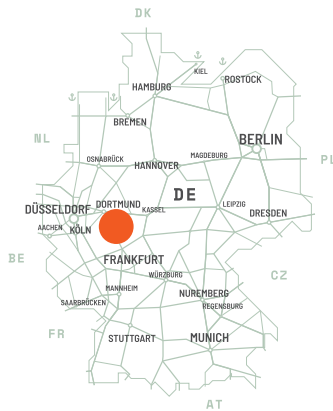 DK
KIEL
ROSTOCK
HAMBURG
BREMEN
NL
BERLIN
OSNABRÜCK
HANNOVER
MAGDEBURG
PL
DE
DÜSSELDORF
DORTMUND
KASSEL
LEIPZIG
DRESDEN
AACHEN
KÖLN
BE
FRANKFURT
WÜRZBURG
CZ
MANNHEIM
NUREMBERG
SAARBRÜCKEN
REGENSBURG
FR
STUTTGART
MUNICH
AT